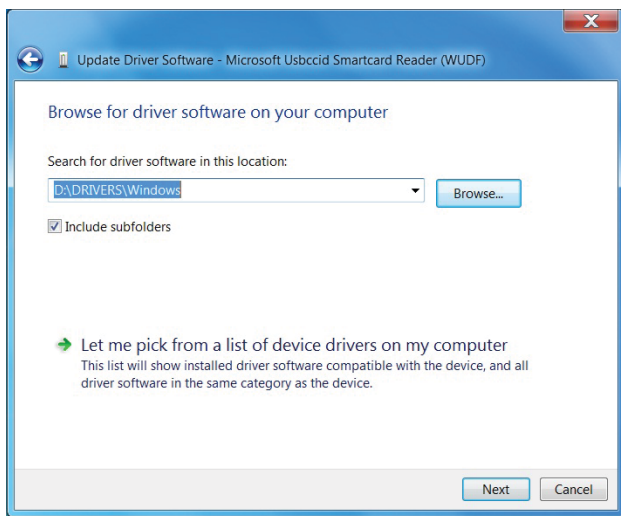 Update Driver Software - Microsoft Usbccid Smartcard Reader (WUDF)
Browse for driver software on your computer
Search for driver software in this location:
D:\DRIVERS\Windows
Browse...
Include subfolders
Let me pick from a list of device drivers on my computer
This list will show installed driver software compatible with the device, and all
driver software in the same category as the device.
Next
Cancel